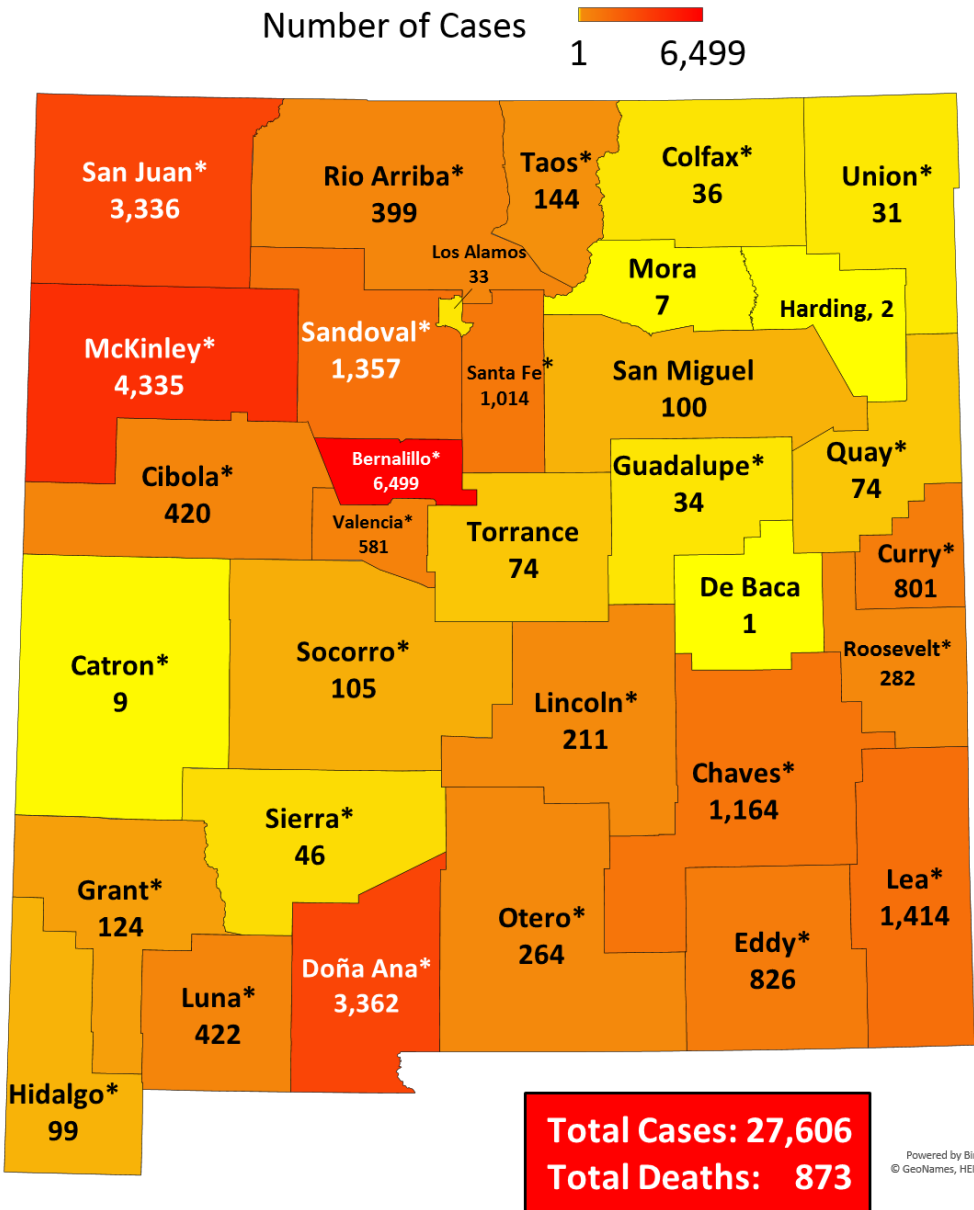 Number of Cases
1 6,499
San Juan*
3,336
Rio Arriba*
399
Taos*
144
Colfax*
36
Union*
31
Los Alamos
33
Mora
7
Harding, 2
McKinley*
4,335
Sandoval*
1,357
Santa Fe*
1,014
San Miguel
100
Cibola*
420
Bernalillo*
6,499
Valencia*
581
Torrance
74
Guadalupe*
34
Quay*
74
Curry*
801
De Baca
1
Roosevelt*
282
Catron*
9
Socorro*
105
Lincoln*
211
Chaves*
1,164
Sierra*
46
Grant*
124
Otero*
264
Eddy*
826
Lea*
1,414
Luna*
422
Doña Ana*
3,362
Hidalgo*
99
Total Cases: 27,606
Total Deaths: 873
Powered by
© GeoNames,